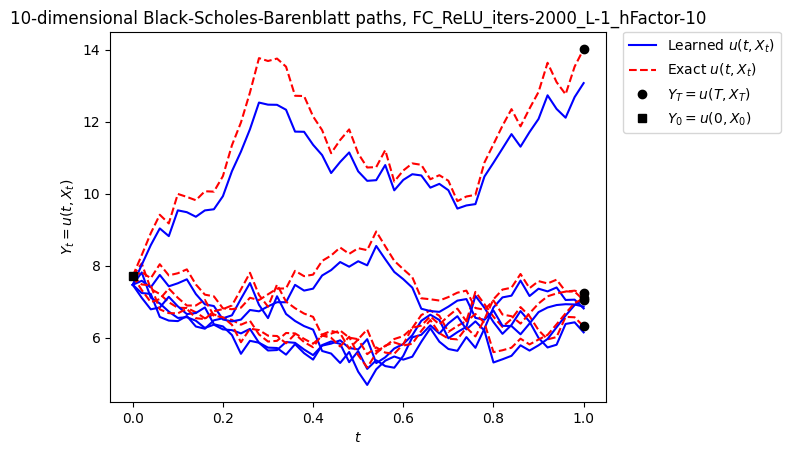 10-dimensional Black-Scholes-Barenblatt paths, FC_ReLU_iters-2000_L-1_hFactor-10
Learned u(t, X_t)
Exact u(t, X_t)
Y_T = u(T, X_T)
Y_0 = u(0, X_0)
14
12
10
8
6
Y_t = u(t, X_t)
0.0 0.2 0.4 0.6 0.8 1.0
t